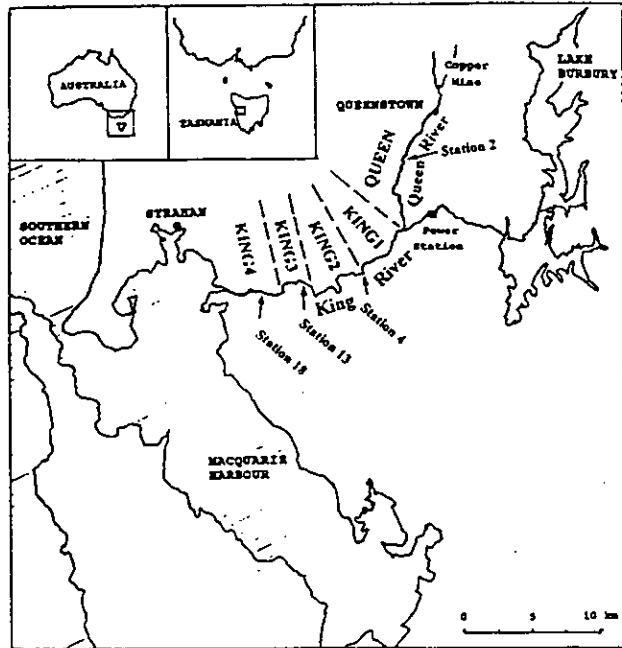 AUSTRALIA
TASMANIA
Copper
Mine
LAKE
BURBURY
QUEENSTOWN
QUEEN
Queen River
Station 2
SOUTHERN
OCEAN
STRAHAN
KING4
KING3
KING2
KING1
Power
Station
King River
Station 18
Station 13
Station 4
MACQUARIE
HARBOUR
0 5 10 km